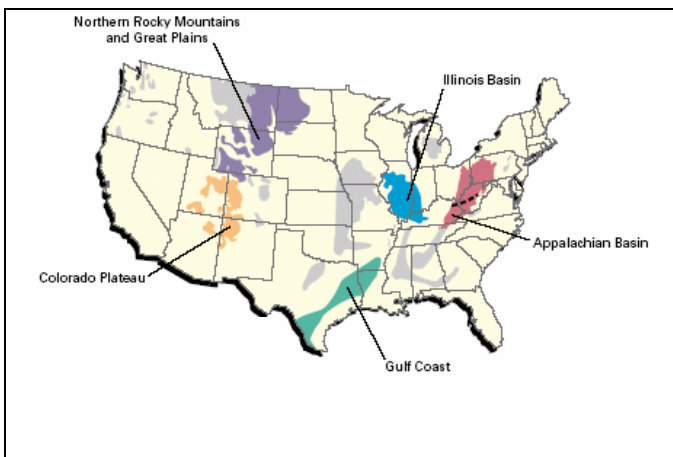 Northern Rocky Mountains
and Great Plains
Illinois Basin
Appalachian Basin
Colorado Plateau
Gulf Coast